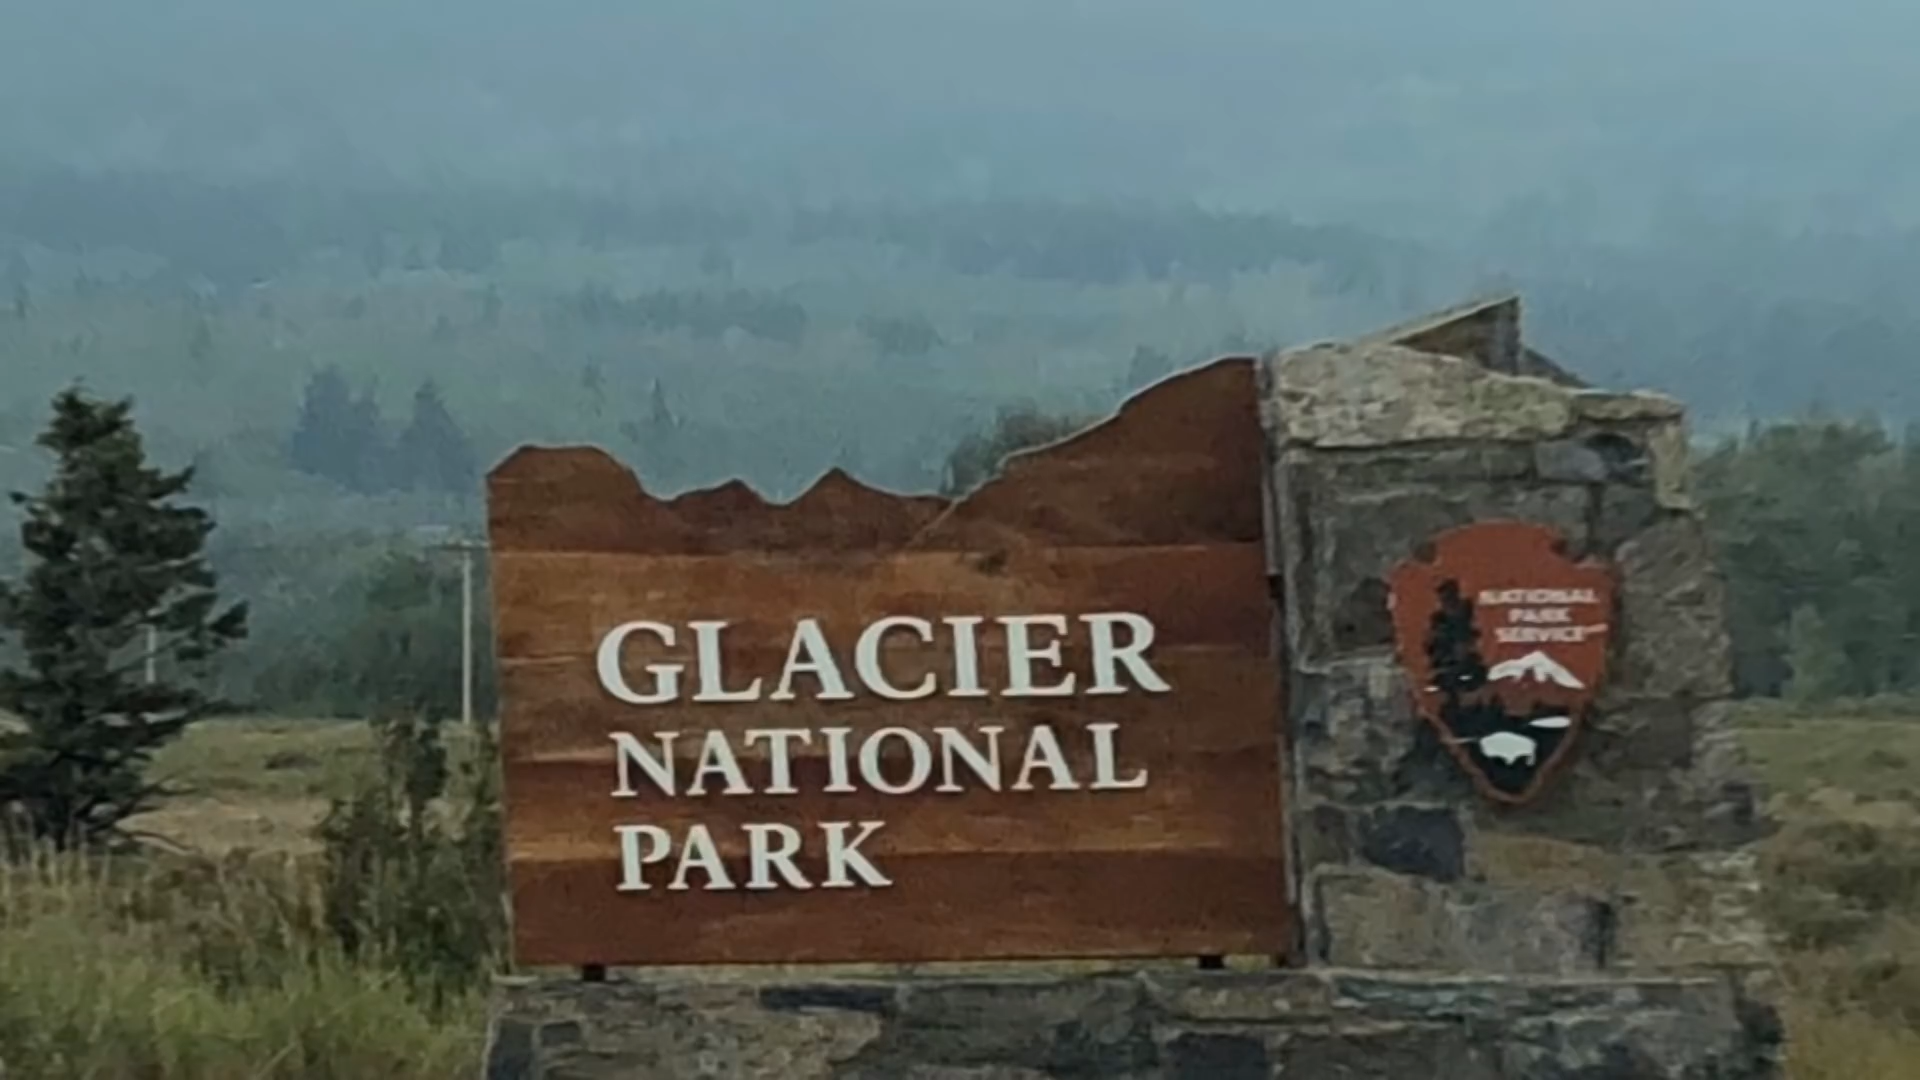 GLACIER
NATIONAL
PARK
NATIONAL
PARK
SERVICE